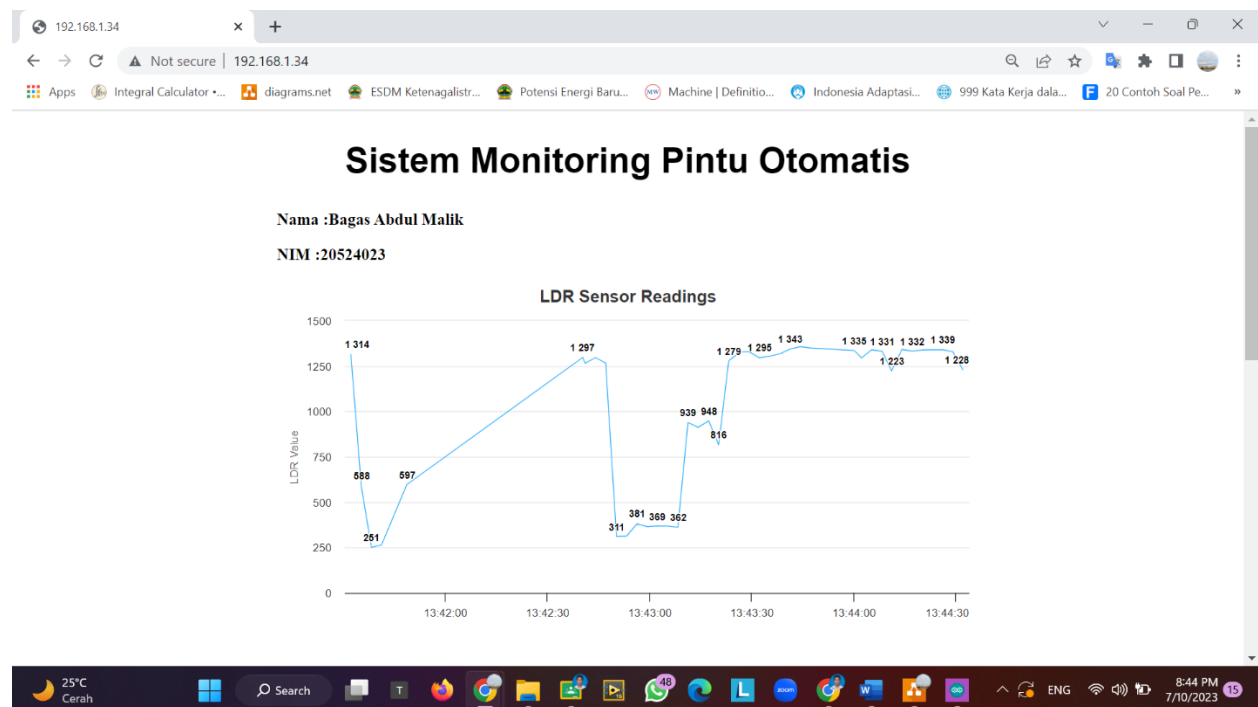 192.168.1.34
Not secure | 192.168.1.34
Apps Integral Calculator •... diagrams.net ESDM Ketenagalistr... Potensi Energi Baru... Machine | Definitio... Indonesia Adaptasi... 999 Kata Kerja dala... 20 Contoh Soal Pe... »
Sistem Monitoring Pintu Otomatis
Nama :Bagas Abdul Malik
NIM :20524023
LDR Sensor Readings
LDR Value
1500
1250
1000
750
500
250
0
1 314
588
251
597
1 297
311
381
369
362
939
948
816
1 279
1 295
1 343
1 335
1 331
1 223
1 332
1 339
1 228
13:42:00 13:42:30 13:43:00 13:43:30 13:44:00 13:44:30
25°C
Cerah
Search
48
ENG
8:44 PM
7/10/2023
15